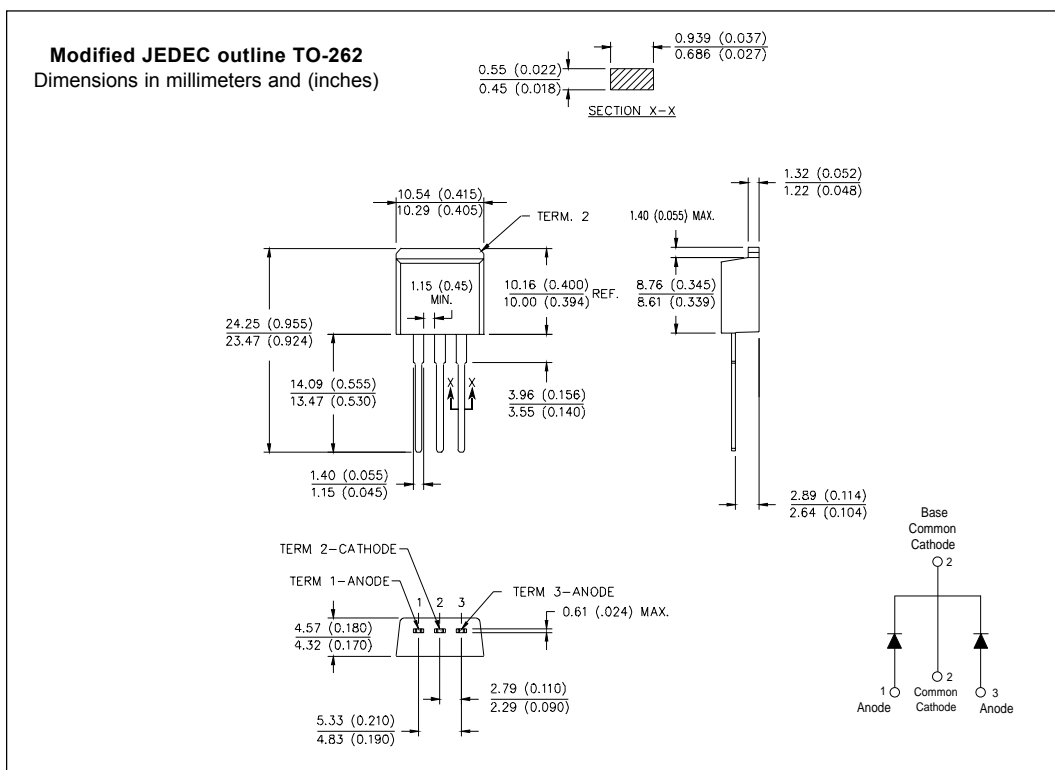 Modified JEDEC outline TO-262
Dimensions in millimeters and (inches)
0.939 (0.037)
0.686 (0.027)
0.55 (0.022)
0.45 (0.018)
SECTION X-X
1.32 (0.052)
1.22 (0.048)
10.54 (0.415)
10.29 (0.405)
TERM. 2
1.40 (0.055) MAX.
1.15 (0.45)
MIN.
10.16 (0.400)
10.00 (0.394)
REF.
8.76 (0.345)
8.61 (0.339)
24.25 (0.955)
23.47 (0.924)
14.09 (0.555)
13.47 (0.530)
X X
3.96 (0.156)
3.55 (0.140)
1.40 (0.055)
1.15 (0.045)
2.89 (0.114)
2.64 (0.104)
TERM 2-CATHODE
TERM 1-ANODE
TERM 3-ANODE
1 2 3
0.61 (.024) MAX.
4.57 (0.180)
4.32 (0.170)
2.79 (0.110)
2.29 (0.090)
5.33 (0.210)
4.83 (0.190)
Base
Common
Cathode
2
1
Anode
2
Common
Cathode
3
Anode